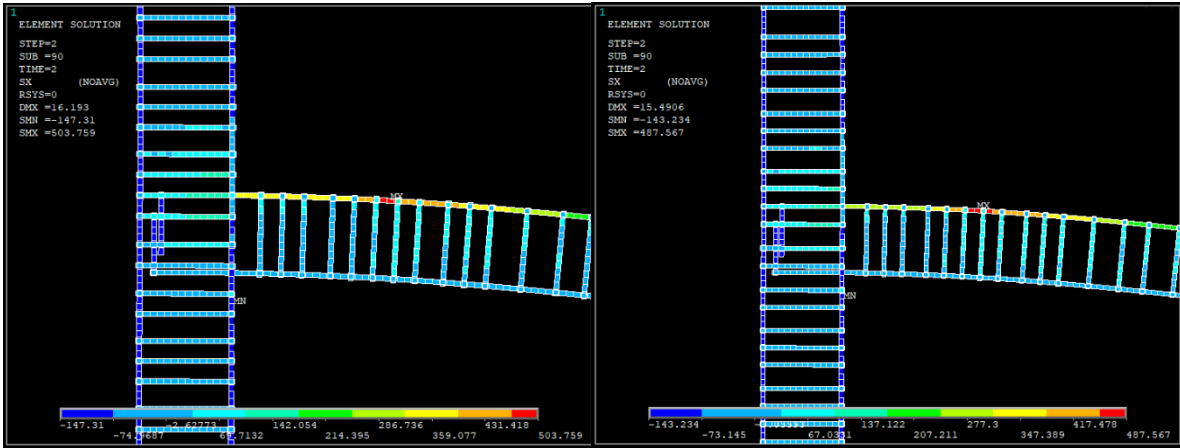 1
ELEMENT SOLUTION
STEP=2
SUB =90
TIME=2
SX (NOAVG)
RSYS=0
DMX =16.193
SMN =-147.31
SMX =503.759
MX
MN
-147.31 -2.62773 142.054 286.736 431.418
69.7132 214.395 359.077 503.759
1
ELEMENT SOLUTION
STEP=2
SUB =90
TIME=2
SX (NOAVG)
RSYS=0
DMX =15.4906
SMN =-143.234
SMX =487.567
MX
MN
-143.234 137.122 277.3 417.478
-73.145 67.0331 207.211 347.389 487.567